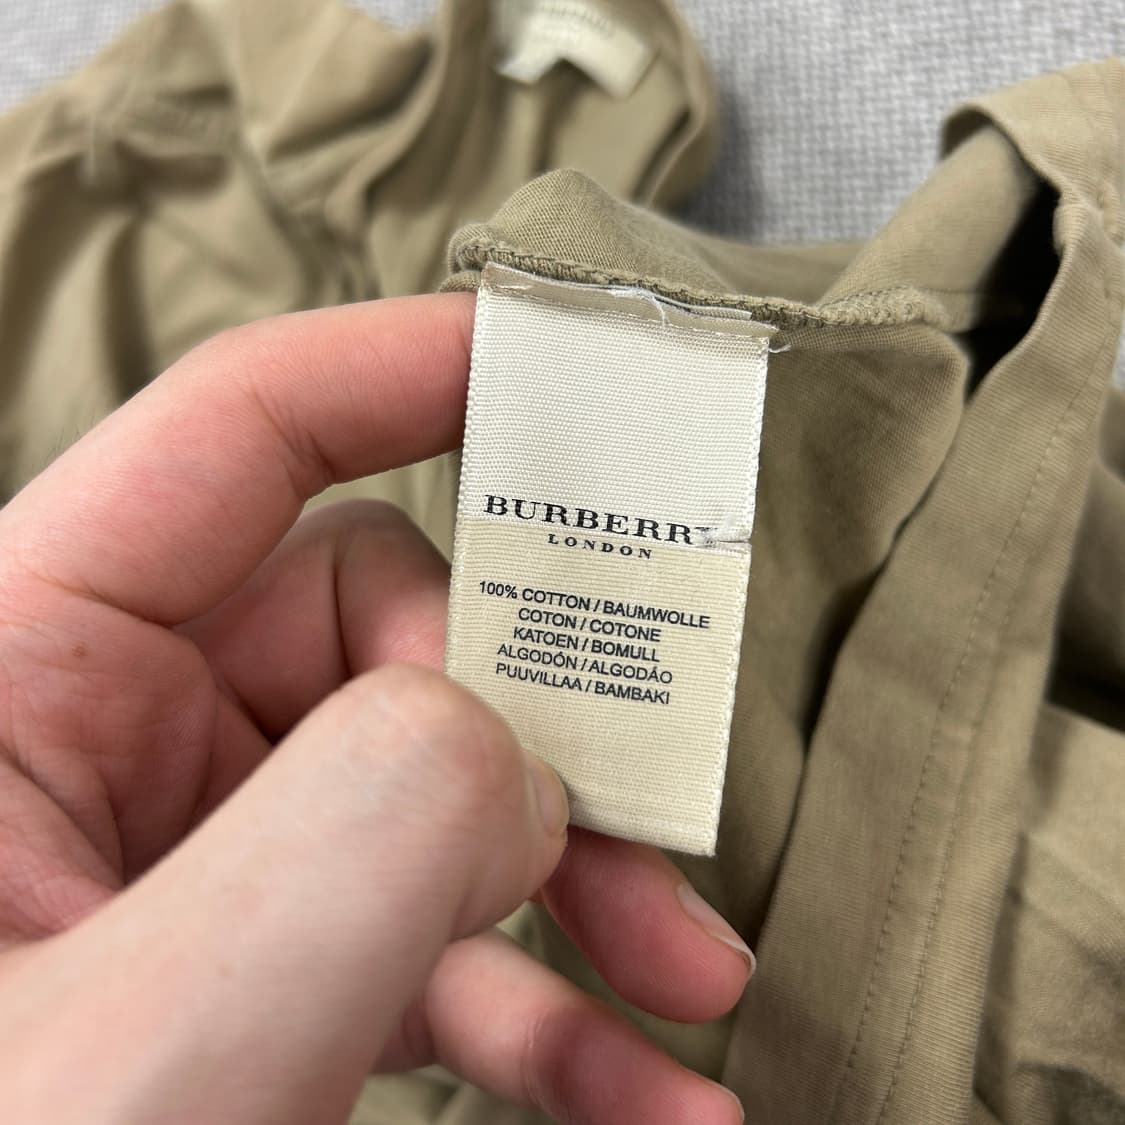 BURBERRY
LONDON
100% COTTON / BAUMWOLLE
COTON / COTONE
KATOEN / BOMULL
ALGODÓN / ALGODÃO
PUUVILLAA / BAMBAKI